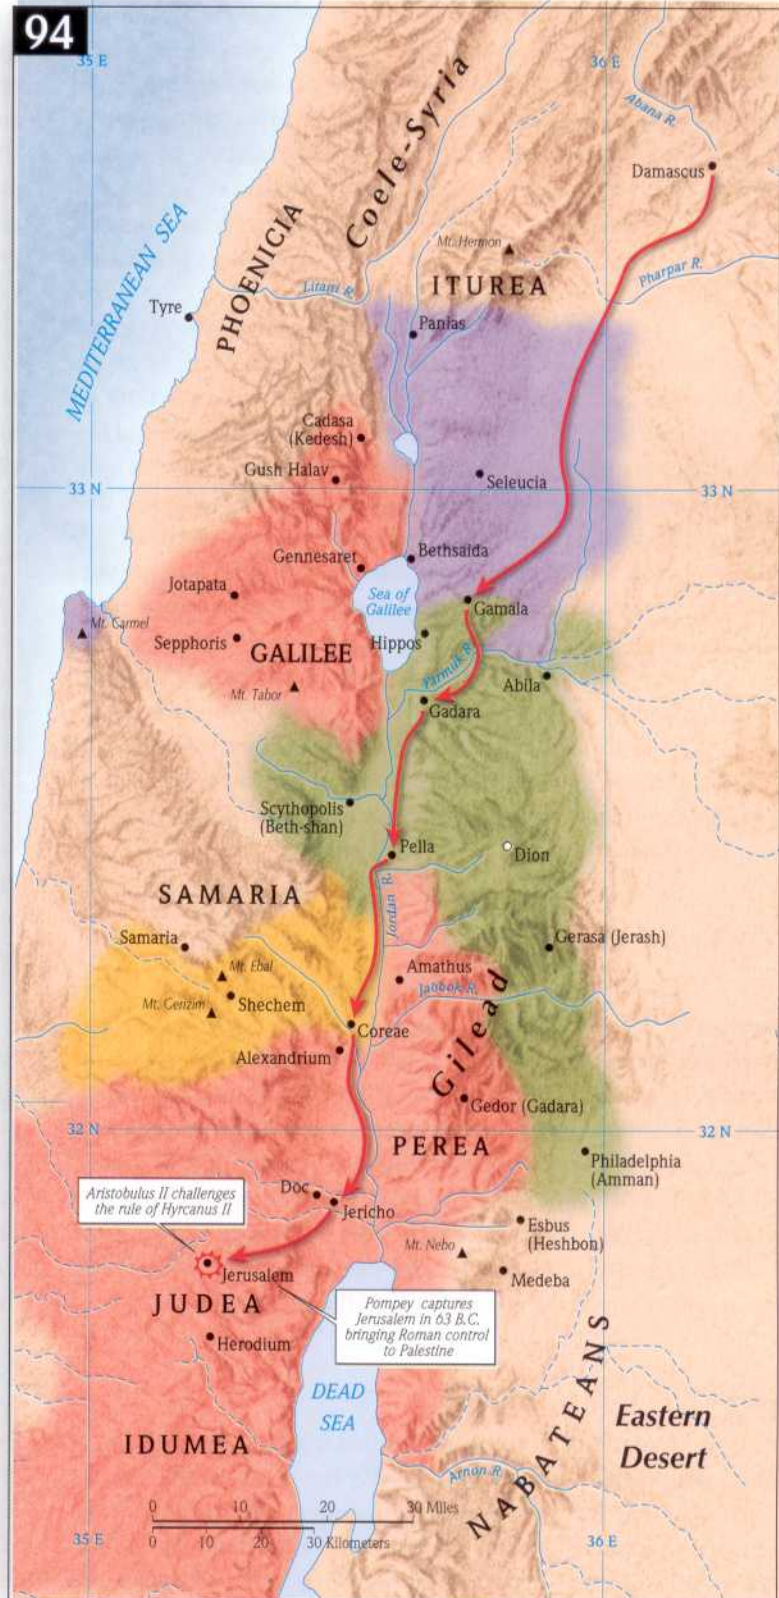 94
35 E
36 E
Coele-Syria
Abana R.
Damascus
MEDITERRANEAN SEA
PHOENICIA
Mt. Hermon
ITUREA
Pharpar R.
Litani R.
Tyre
Panias
Cadasa
(Kedesh)
Gush Halav
Seleucia
33 N
33 N
Gennesaret
Bethsaida
Jotapata
Sea of
Galilee
Gamala
Mt. Carmel
Sepphoris
GALILEE
Hippos
Yarmuk R.
Mt. Tabor
Abila
Gadara
Scythopolis
(Beth-shan)
Pella
Dion
SAMARIA
Jordan R.
Samaria
Gerasa (Jerash)
Mt. Ebal
Amathus
Mt. Gerizim
Shechem
Jabbok R.
Gilead
Coreae
Alexandrium
Gedor (Gadara)
32 N
32 N
PEREA
Philadelphia
(Amman)
Aristobulus II challenges
the rule of Hyrcanus II
Doc
Jericho
Esbus
(Heshbon)
Mt. Nebo
Jerusalem
Medeba
JUDEA
Pompey captures
Jerusalem in 63 B.C.
bringing Roman control
to Palestine
Herodium
DEAD
SEA
NABATEANS
Eastern
Desert
IDUMEA
Arnon R.
0 10 20 30 Miles
0 10 20 30 Kilometers
35 E
36 E